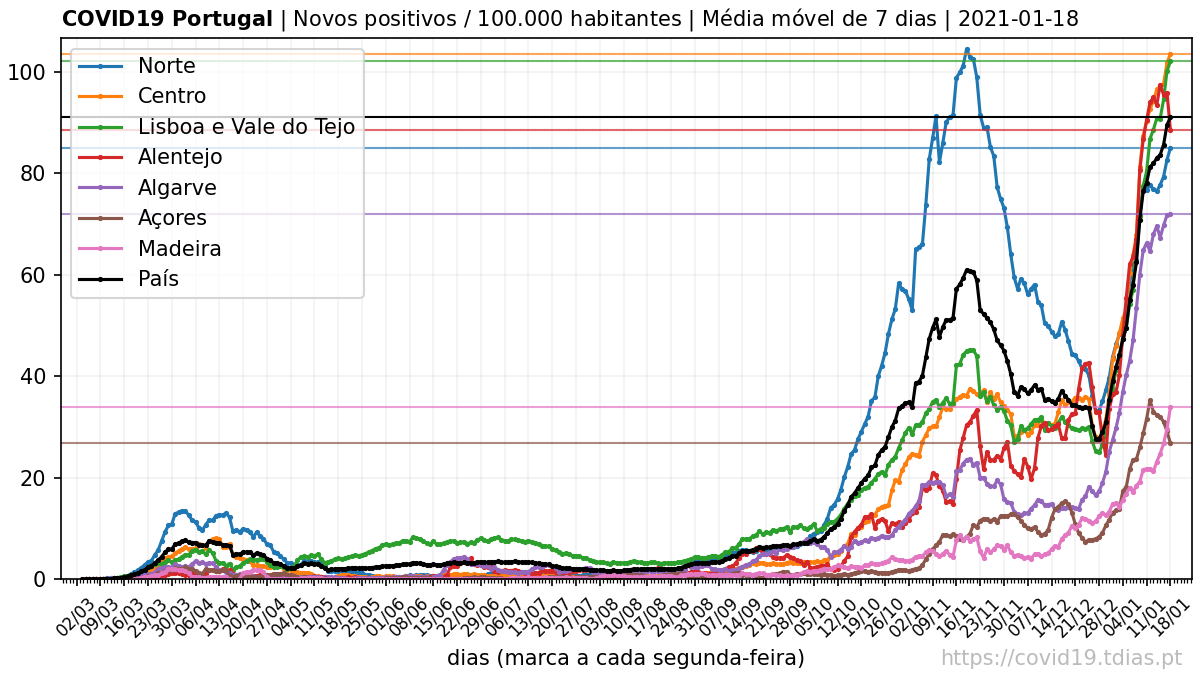 COVID19 Portugal | Novos positivos / 100.000 habitantes | Média móvel de 7 dias | 2021-01-18
100
80
60
40
20
0
Norte
Centro
Lisboa e Vale do Tejo
Alentejo
Algarve
Açores
Madeira
País
02/03 09/03 16/03 23/03 30/03 06/04 13/04 20/04 27/04 04/05 11/05 18/05 25/05 01/06 08/06 15/06 22/06 29/06 06/07 13/07 20/07 27/07 03/08 10/08 17/08 24/08 31/08 07/09 14/09 21/09 28/09 05/10 12/10 19/10 26/10 02/11 09/11 16/11 23/11 30/11 07/12 14/12 21/12 28/12 04/01 11/01 18/01
dias (marca a cada segunda-feira)
https://covid19.tdias.pt